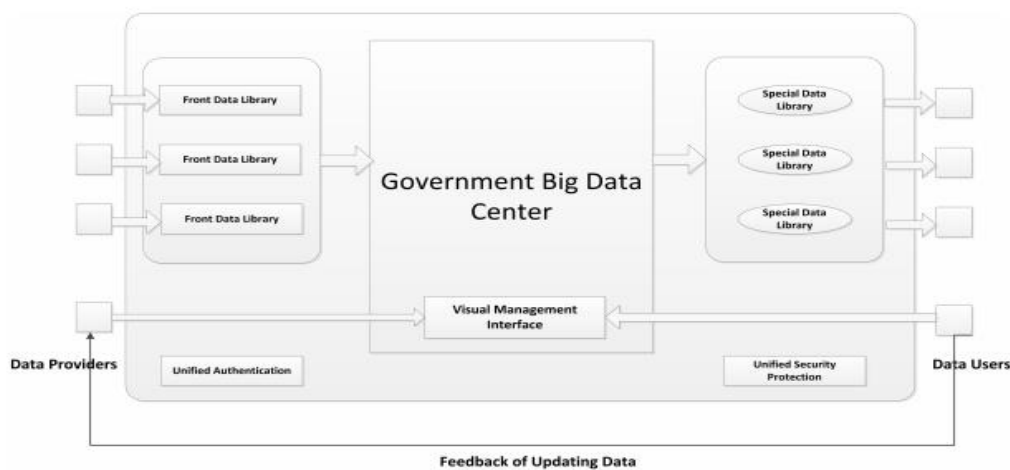 Front Data Library
Front Data Library
Front Data Library
Government Big Data
Center
Special Data
Library
Special Data
Library
Special Data
Library
Visual Management
Interface
Data Providers
Unified Authentication
Unified Security
Protection
Data Users
Feedback of Updating Data